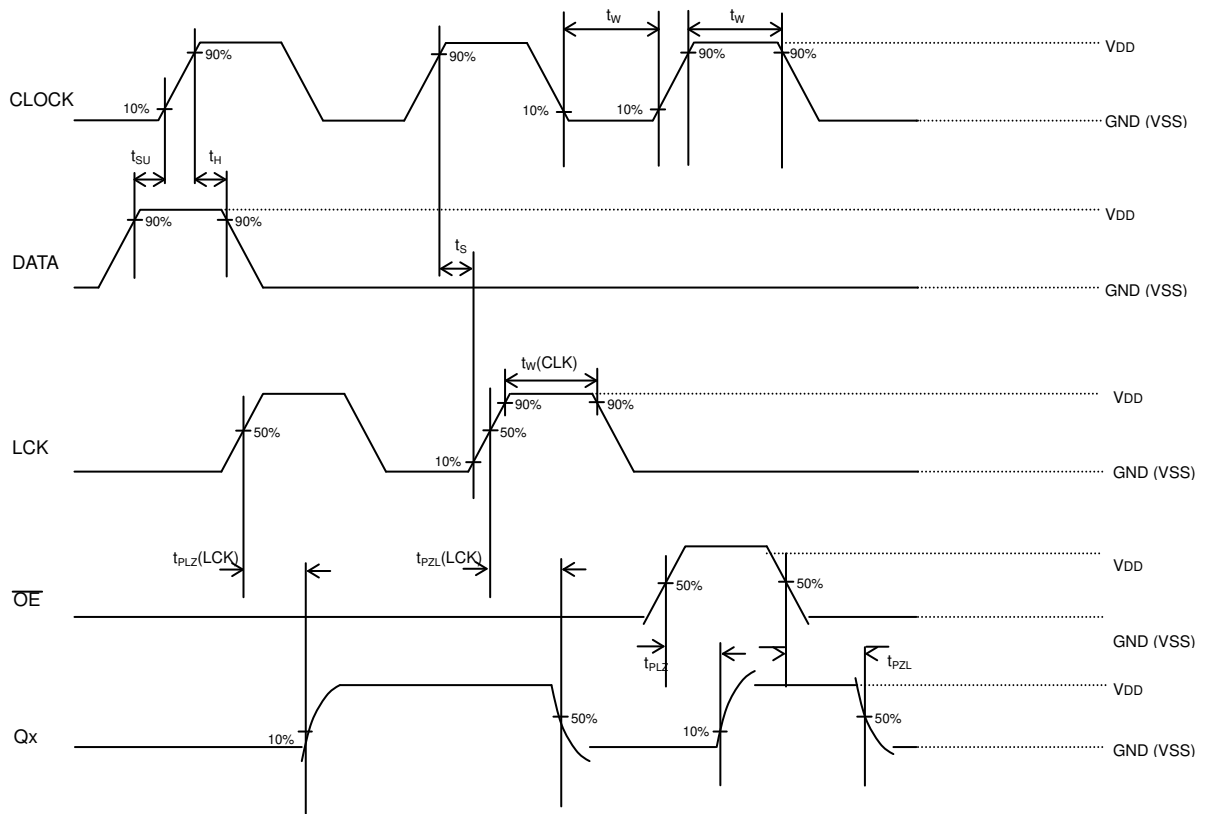 tW tW
VDD
90% 90% 90% 90%
CLOCK
10% 10% 10%
GND (VSS)
tSU tH
90% 90%
VDD
tS
DATA
GND (VSS)
tW(CLK)
VDD
90% 90%
50% 50%
LCK
10%
GND (VSS)
tPLZ(LCK) tPZL(LCK)
VDD
50% 50%
OE
GND (VSS)
tPLZ tPZL
VDD
50% 50%
Qx
10% 10%
GND (VSS)